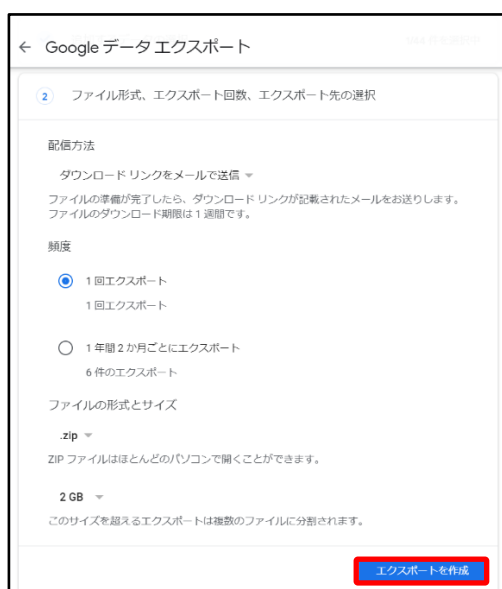 ← Google データ エクスポート
2 ファイル形式、エクスポート回数、エクスポート先の選択
配信方法
ダウンロード リンクをメールで送信
ファイルの準備が完了したら、ダウンロード リンクが記載されたメールをお送りします。
ファイルのダウンロード期限は 1 週間です。
頻度
1 回エクスポート
1 回エクスポート
1 年間 2 か月ごとにエクスポート
6 件のエクスポート
ファイルの形式とサイズ
.zip
ZIP ファイルはほとんどのパソコンで開くことができます。
2 GB
このサイズを超えるエクスポートは複数のファイルに分割されます。
エクスポートを作成